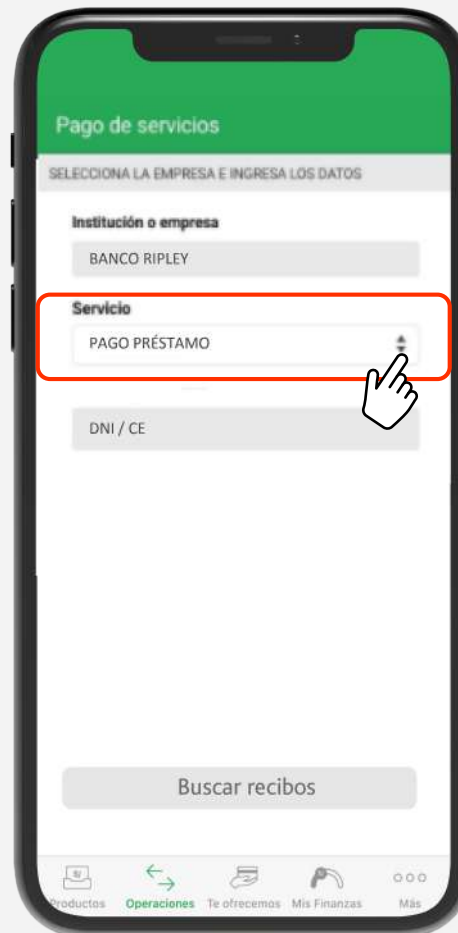 Pago de servicios
SELECCIONA LA EMPRESA E INGRESA LOS DATOS
Institución o empresa
BANCO RIPLEY
Servicio
PAGO PRÉSTAMO
DNI / CE
Buscar recibos
S/
Productos Operaciones Te ofrecemos Mis Finanzas Más